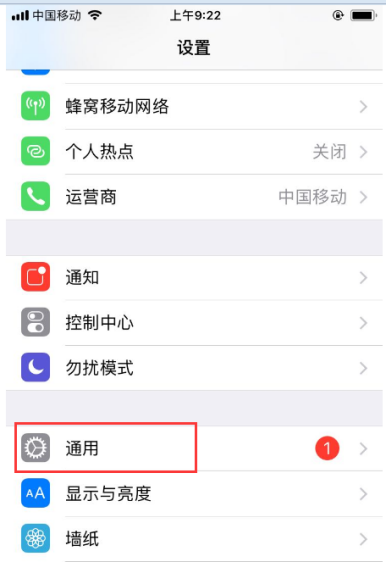 中国移动 上午9:22
设置
蜂窝移动网络
个人热点 关闭
运营商 中国移动
通知
控制中心
勿扰模式
通用 1
AA 显示与亮度
墙纸